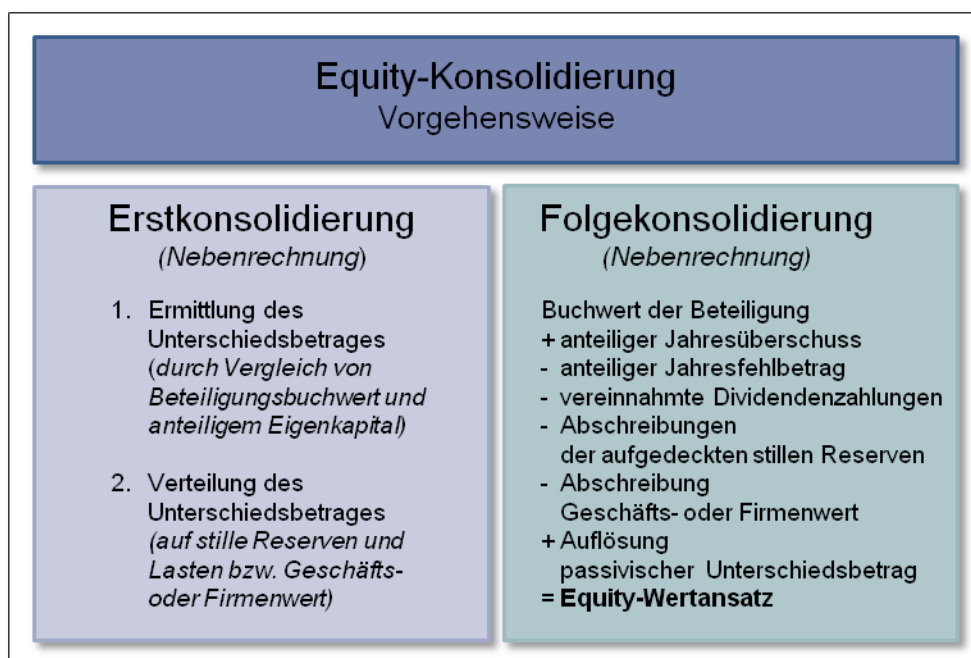 Equity-Konsolidierung
Vorgehensweise
Erstkonsolidierung
(Nebenrechnung)
1. Ermittlung des
Unterschiedsbetrages
(durch Vergleich von
Beteiligungsbuchwert und
anteiligem Eigenkapital)
2. Verteilung des
Unterschiedsbetrages
(auf stille Reserven und
Lasten bzw. Geschäfts-
oder Firmenwert)
Folgekonsolidierung
(Nebenrechnung)
Buchwert der Beteiligung
+ anteiliger Jahresüberschuss
- anteiliger Jahresfehlbetrag
- vereinnahmte Dividendenzahlungen
- Abschreibungen
der aufgedeckten stillen Reserven
- Abschreibung
Geschäfts- oder Firmenwert
+ Auflösung
passivischer Unterschiedsbetrag
= Equity-Wertansatz